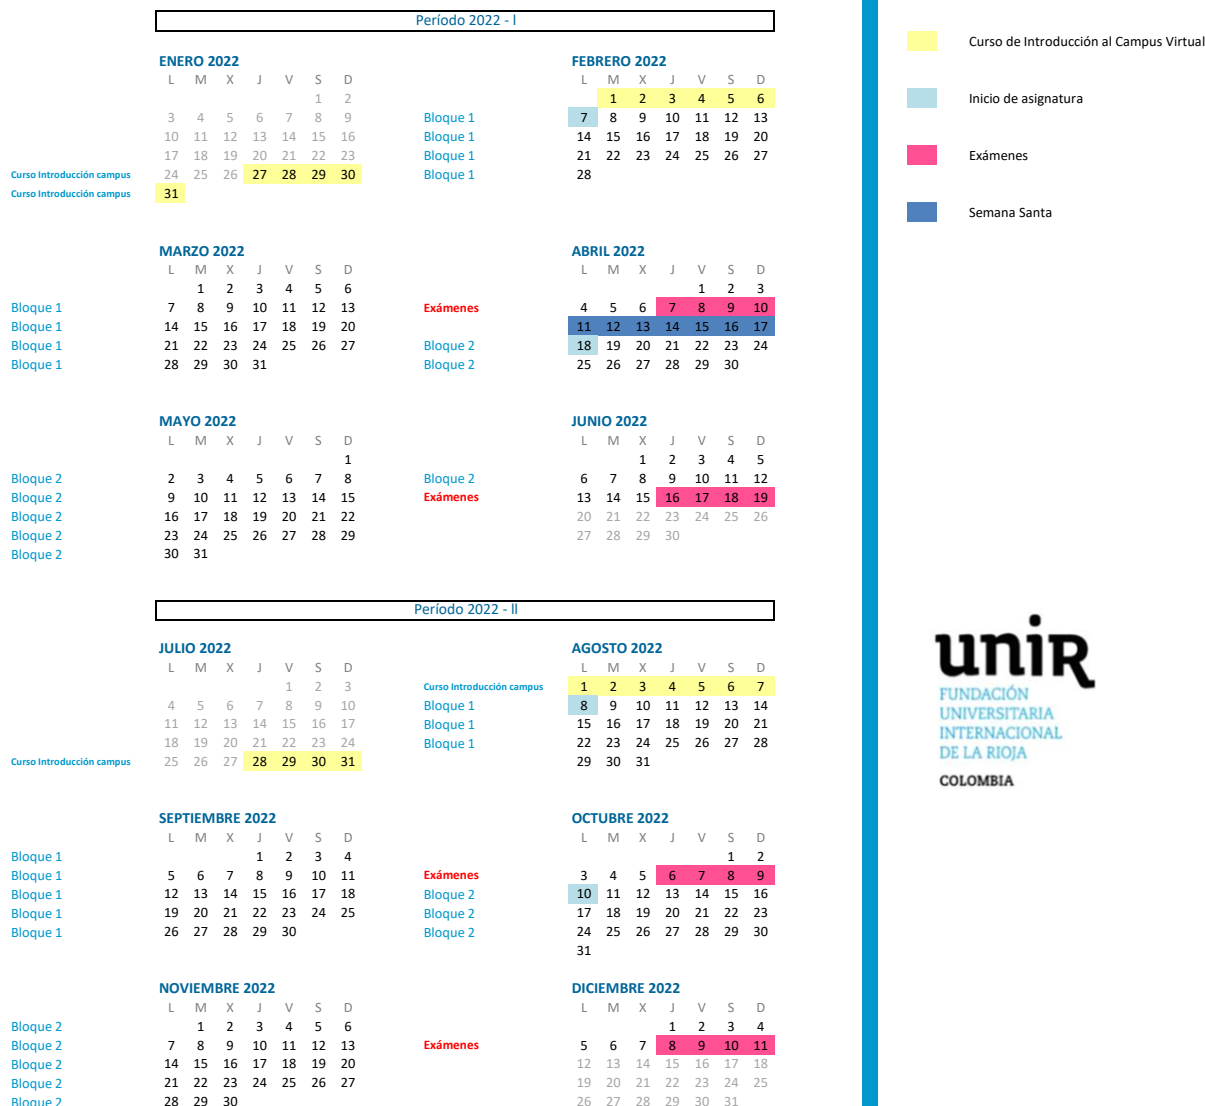 Período 2022 - I
ENERO 2022
L M X J V S D
1 2
3 4 5 6 7 8 9
10 11 12 13 14 15 16
17 18 19 20 21 22 23
Curso Introducción campus 24 25 26 27 28 29 30
Curso Introducción campus 31
FEBRERO 2022
L M X J V S D
1 2 3 4 5 6
Bloque 1 7 8 9 10 11 12 13
Bloque 1 14 15 16 17 18 19 20
Bloque 1 21 22 23 24 25 26 27
Bloque 1 28
MARZO 2022
L M X J V S D
1 2 3 4 5 6
Bloque 1 7 8 9 10 11 12 13
Bloque 1 14 15 16 17 18 19 20
Bloque 1 21 22 23 24 25 26 27
Bloque 1 28 29 30 31
ABRIL 2022
L M X J V S D
1 2 3
Exámenes 4 5 6 7 8 9 10
11 12 13 14 15 16 17
Bloque 2 18 19 20 21 22 23 24
Bloque 2 25 26 27 28 29 30
MAYO 2022
L M X J V S D
1
Bloque 2 2 3 4 5 6 7 8
Bloque 2 9 10 11 12 13 14 15
Bloque 2 16 17 18 19 20 21 22
Bloque 2 23 24 25 26 27 28 29
Bloque 2 30 31
JUNIO 2022
L M X J V S D
1 2 3 4 5
Bloque 2 6 7 8 9 10 11 12
Exámenes 13 14 15 16 17 18 19
20 21 22 23 24 25 26
27 28 29 30
Período 2022 - II
JULIO 2022
L M X J V S D
1 2 3
4 5 6 7 8 9 10
11 12 13 14 15 16 17
18 19 20 21 22 23 24
Curso Introducción campus 25 26 27 28 29 30 31
AGOSTO 2022
L M X J V S D
Curso Introducción campus 1 2 3 4 5 6 7
Bloque 1 8 9 10 11 12 13 14
Bloque 1 15 16 17 18 19 20 21
Bloque 1 22 23 24 25 26 27 28
29 30 31
SEPTIEMBRE 2022
L M X J V S D
Bloque 1 1 2 3 4
Bloque 1 5 6 7 8 9 10 11
Bloque 1 12 13 14 15 16 17 18
Bloque 1 19 20 21 22 23 24 25
Bloque 1 26 27 28 29 30
OCTUBRE 2022
L M X J V S D
1 2
Exámenes 3 4 5 6 7 8 9
Bloque 2 10 11 12 13 14 15 16
Bloque 2 17 18 19 20 21 22 23
Bloque 2 24 25 26 27 28 29 30
31
NOVIEMBRE 2022
L M X J V S D
Bloque 2 1 2 3 4 5 6
Bloque 2 7 8 9 10 11 12 13
Bloque 2 14 15 16 17 18 19 20
Bloque 2 21 22 23 24 25 26 27
Bloque 2 28 29 30
DICIEMBRE 2022
L M X J V S D
1 2 3 4
Exámenes 5 6 7 8 9 10 11
12 13 14 15 16 17 18
19 20 21 22 23 24 25
26 27 28 29 30 31
Curso de Introducción al Campus Virtual
Inicio de asignatura
Exámenes
Semana Santa
unir
FUNDACIÓN
UNIVERSITARIA
INTERNACIONAL
DE LA RIOJA
COLOMBIA